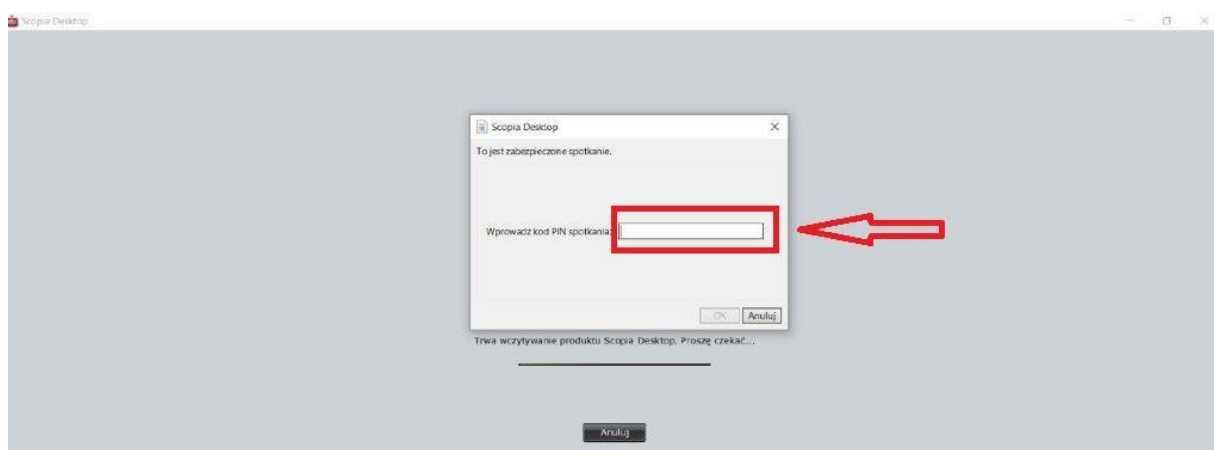 Scopia Desktop
Scopia Desktop
To jest zabezpieczone spotkanie.
Wprowadź kod PIN spotkania:
OK Anuluj
Trwa wczytywanie produktu Scopia Desktop. Proszę czekać...
Anuluj